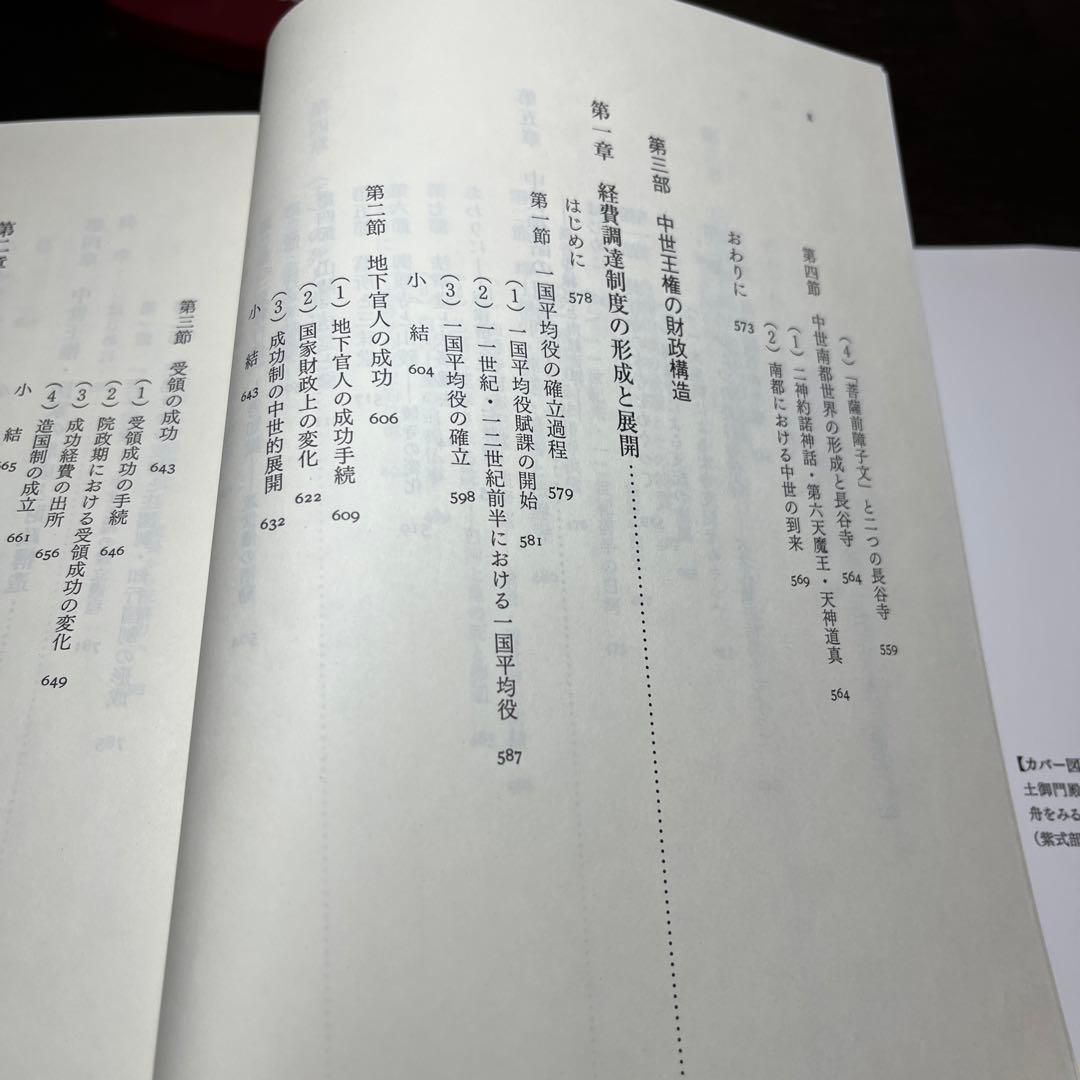 （4）「菩薩前障子文」と二つの長谷寺 559
第四節 中世南都世界の形成と長谷寺 564
（1）二神約諾神話・第六天魔王・天神道真 564
（2）南都における中世の到来 569
おわりに 573
第三部 中世王権の財政構造
第一章 経費調達制度の形成と展開
はじめに 578
第一節 一国平均役の確立過程 579
（1）一国平均役賦課の開始 581
（2）一一世紀・一二世紀前半における一国平均役 587
（3）一国平均役の確立 598
小結 604
第二節 地下官人の成功 606
（1）地下官人の成功手続 609
（2）国家財政上の変化 622
（3）成功制の中世的展開 632
小結 643
第三節 受領の成功 643
（1）受領成功の手続 646
（2）院政期における受領成功の変化 649
（3）成功経費の出所 656
（4）造国制の成立 661
小結 665
第二章
【カバー図
土御門殿
舟をみる
（紫式部